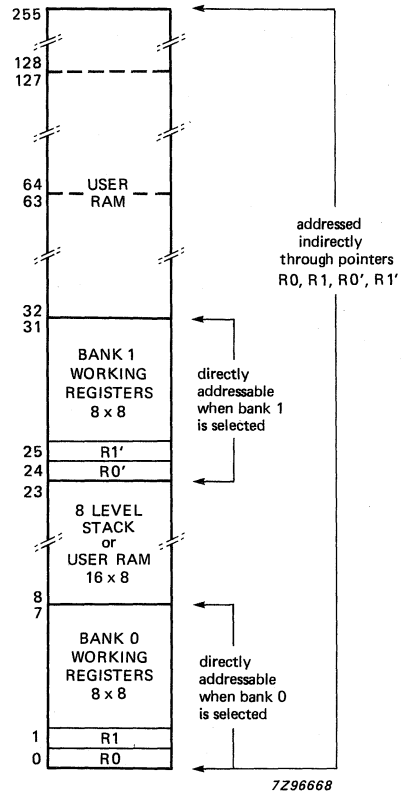 255
128
127
64
63
USER
RAM
addressed
indirectly
through pointers
R0, R1, R0', R1'
32
31
BANK 1
WORKING
REGISTERS
8 x 8
directly
addressable
when bank 1
is selected
25
R1'
24
R0'
23
8 LEVEL
STACK
or
USER RAM
16 x 8
8
7
BANK 0
WORKING
REGISTERS
8 x 8
directly
addressable
when bank 0
is selected
1
R1
0
R0
7Z96668